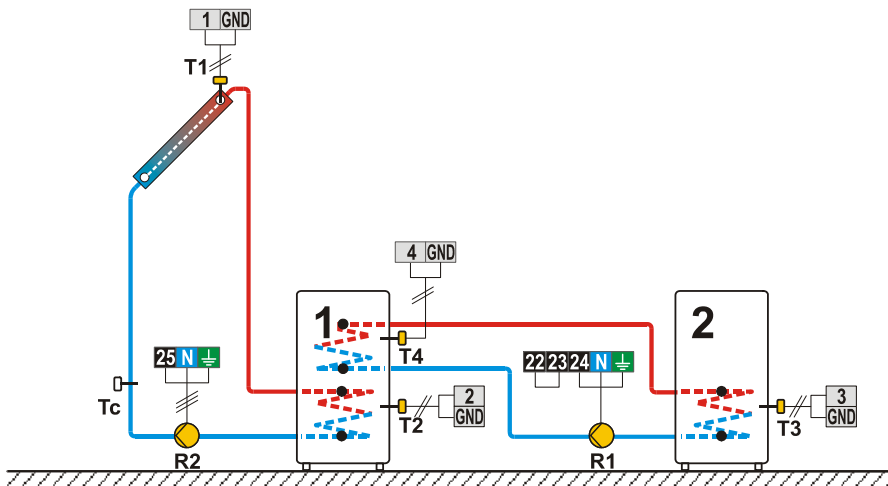 1 GND
T1
4 GND
1
2
T4
25 N
22 23 24 N
Tc
2
GND
T2
3
GND
T3
R2
R1